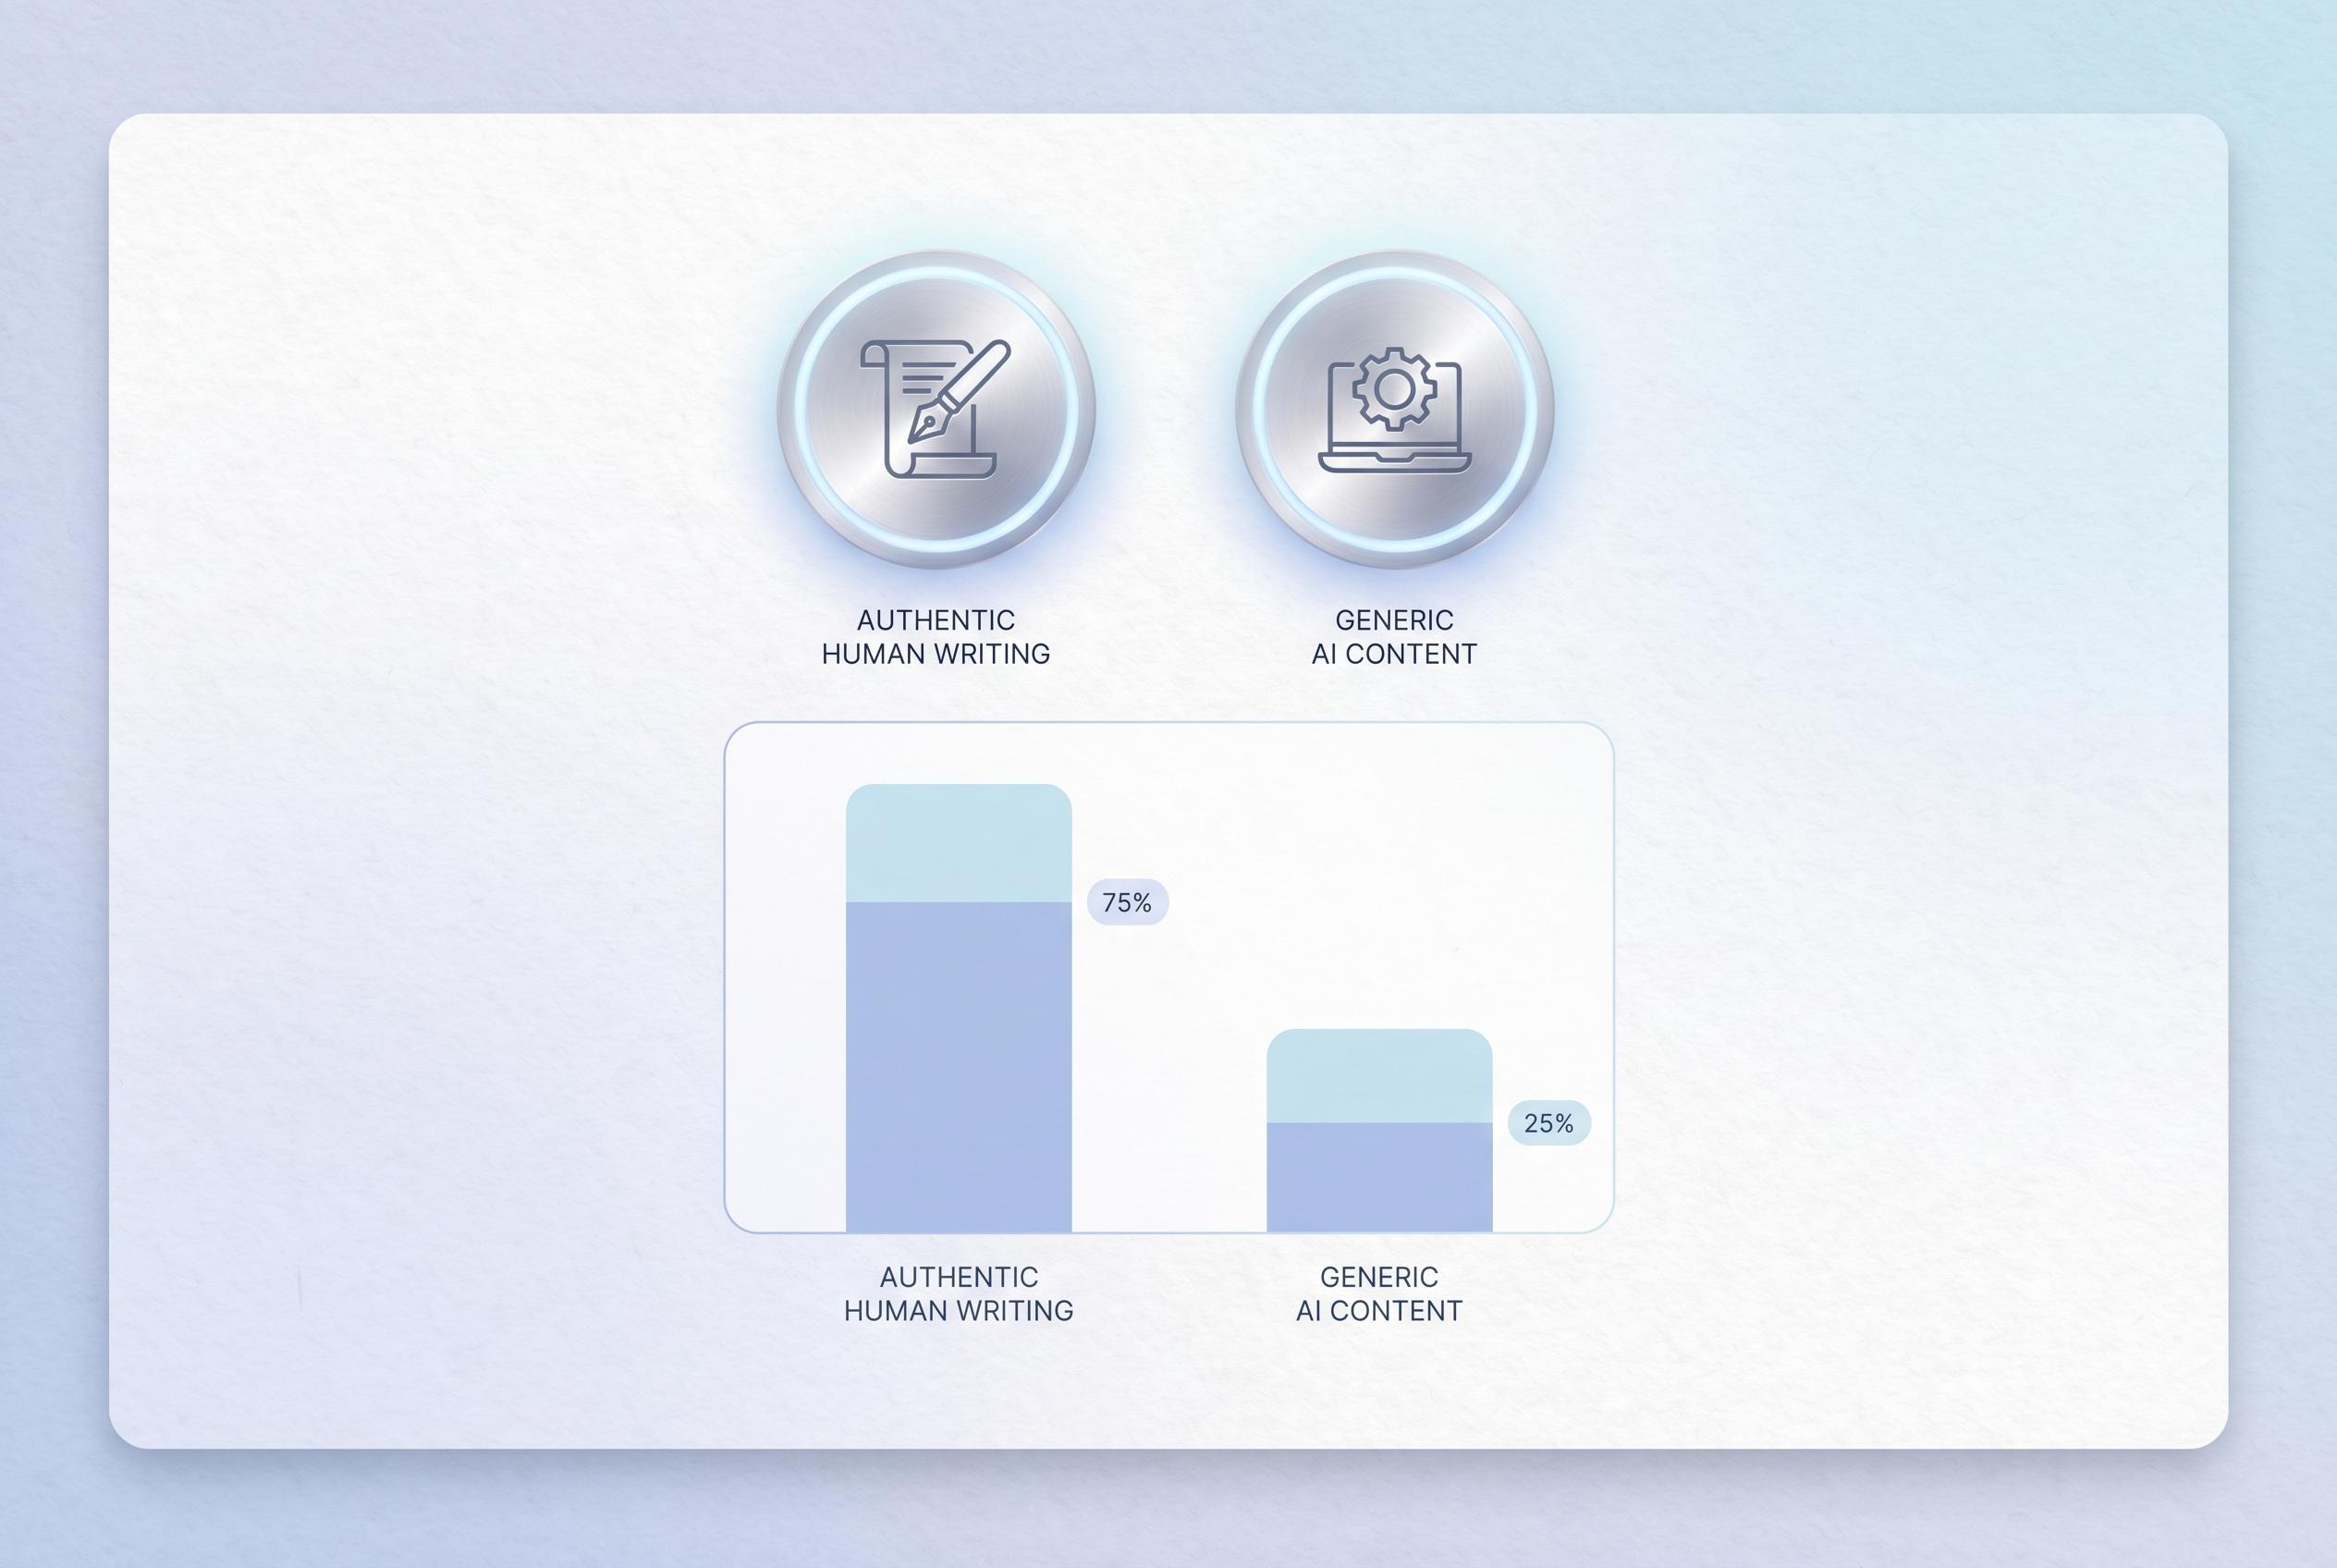 AUTHENTIC
HUMAN WRITING
GENERIC
AI CONTENT
75%
25%
AUTHENTIC
HUMAN WRITING
GENERIC
AI CONTENT